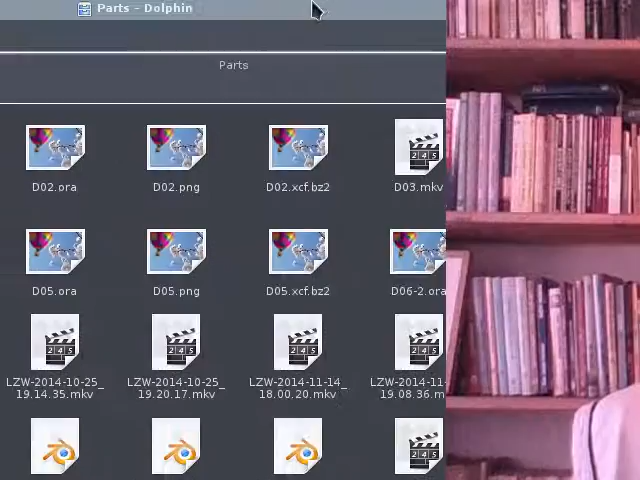 Parts – Dolphin
Parts
D02.ora
D02.png
D02.xcf.bz2
D03.mkv
D05.ora
D05.png
D05.xcf.bz2
D06-2.ora
LZW-2014-10-25_
19.14.35.mkv
LZW-2014-10-25_
19.20.17.mkv
LZW-2014-11-14_
18.00.20.mkv
LZW-2014-11-
19.08.36.m